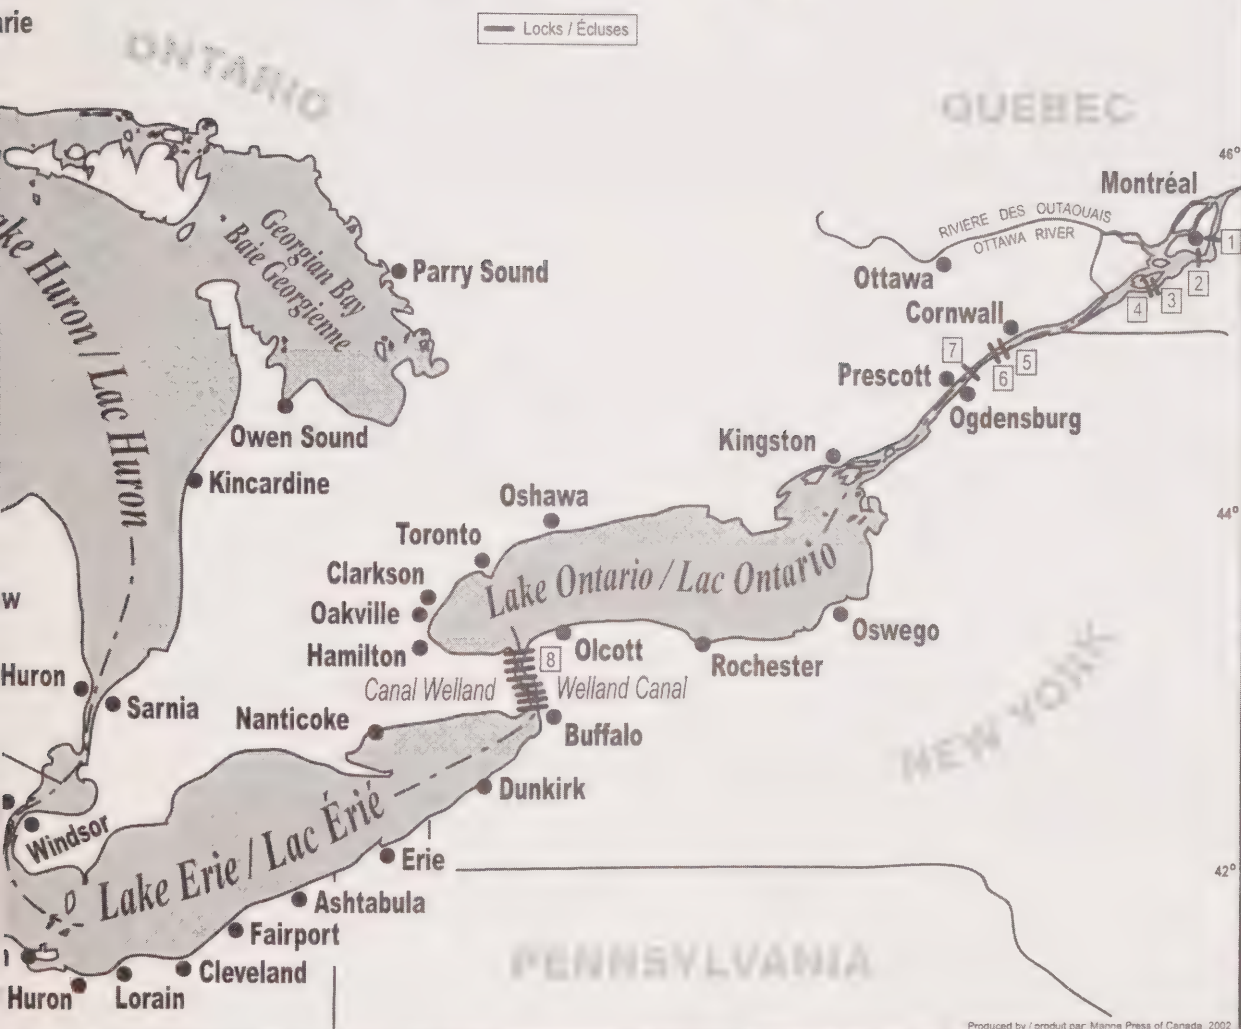 Locks / Écluses
ONTARIO
QUEBEC
46°
Montréal
RIVIÈRE DES OUTAOUAIS
OTTAWA RIVER
1
Georgian Bay
Baie Georgienne
Parry Sound
Ottawa
2
3
4
Lake Huron / Lac Huron
Cornwall
7
5
6
Prescott
Ogdensburg
Owen Sound
Kingston
Kincardine
Oshawa
44°
Toronto
Lake Ontario / Lac Ontario
Clarkson
Oakville
Oswego
Hamilton
8
Olcott
Rochester
Huron
Canal Welland
Welland Canal
Sarnia
Nanticoke
Buffalo
NEW YORK
Dunkirk
Windsor
Lake Erie / Lac Érié
Erie
42°
Ashtabula
Fairport
PENNSYLVANIA
Cleveland
Huron
Lorain
Produced by / produit par: Marine Press of Canada, 2002